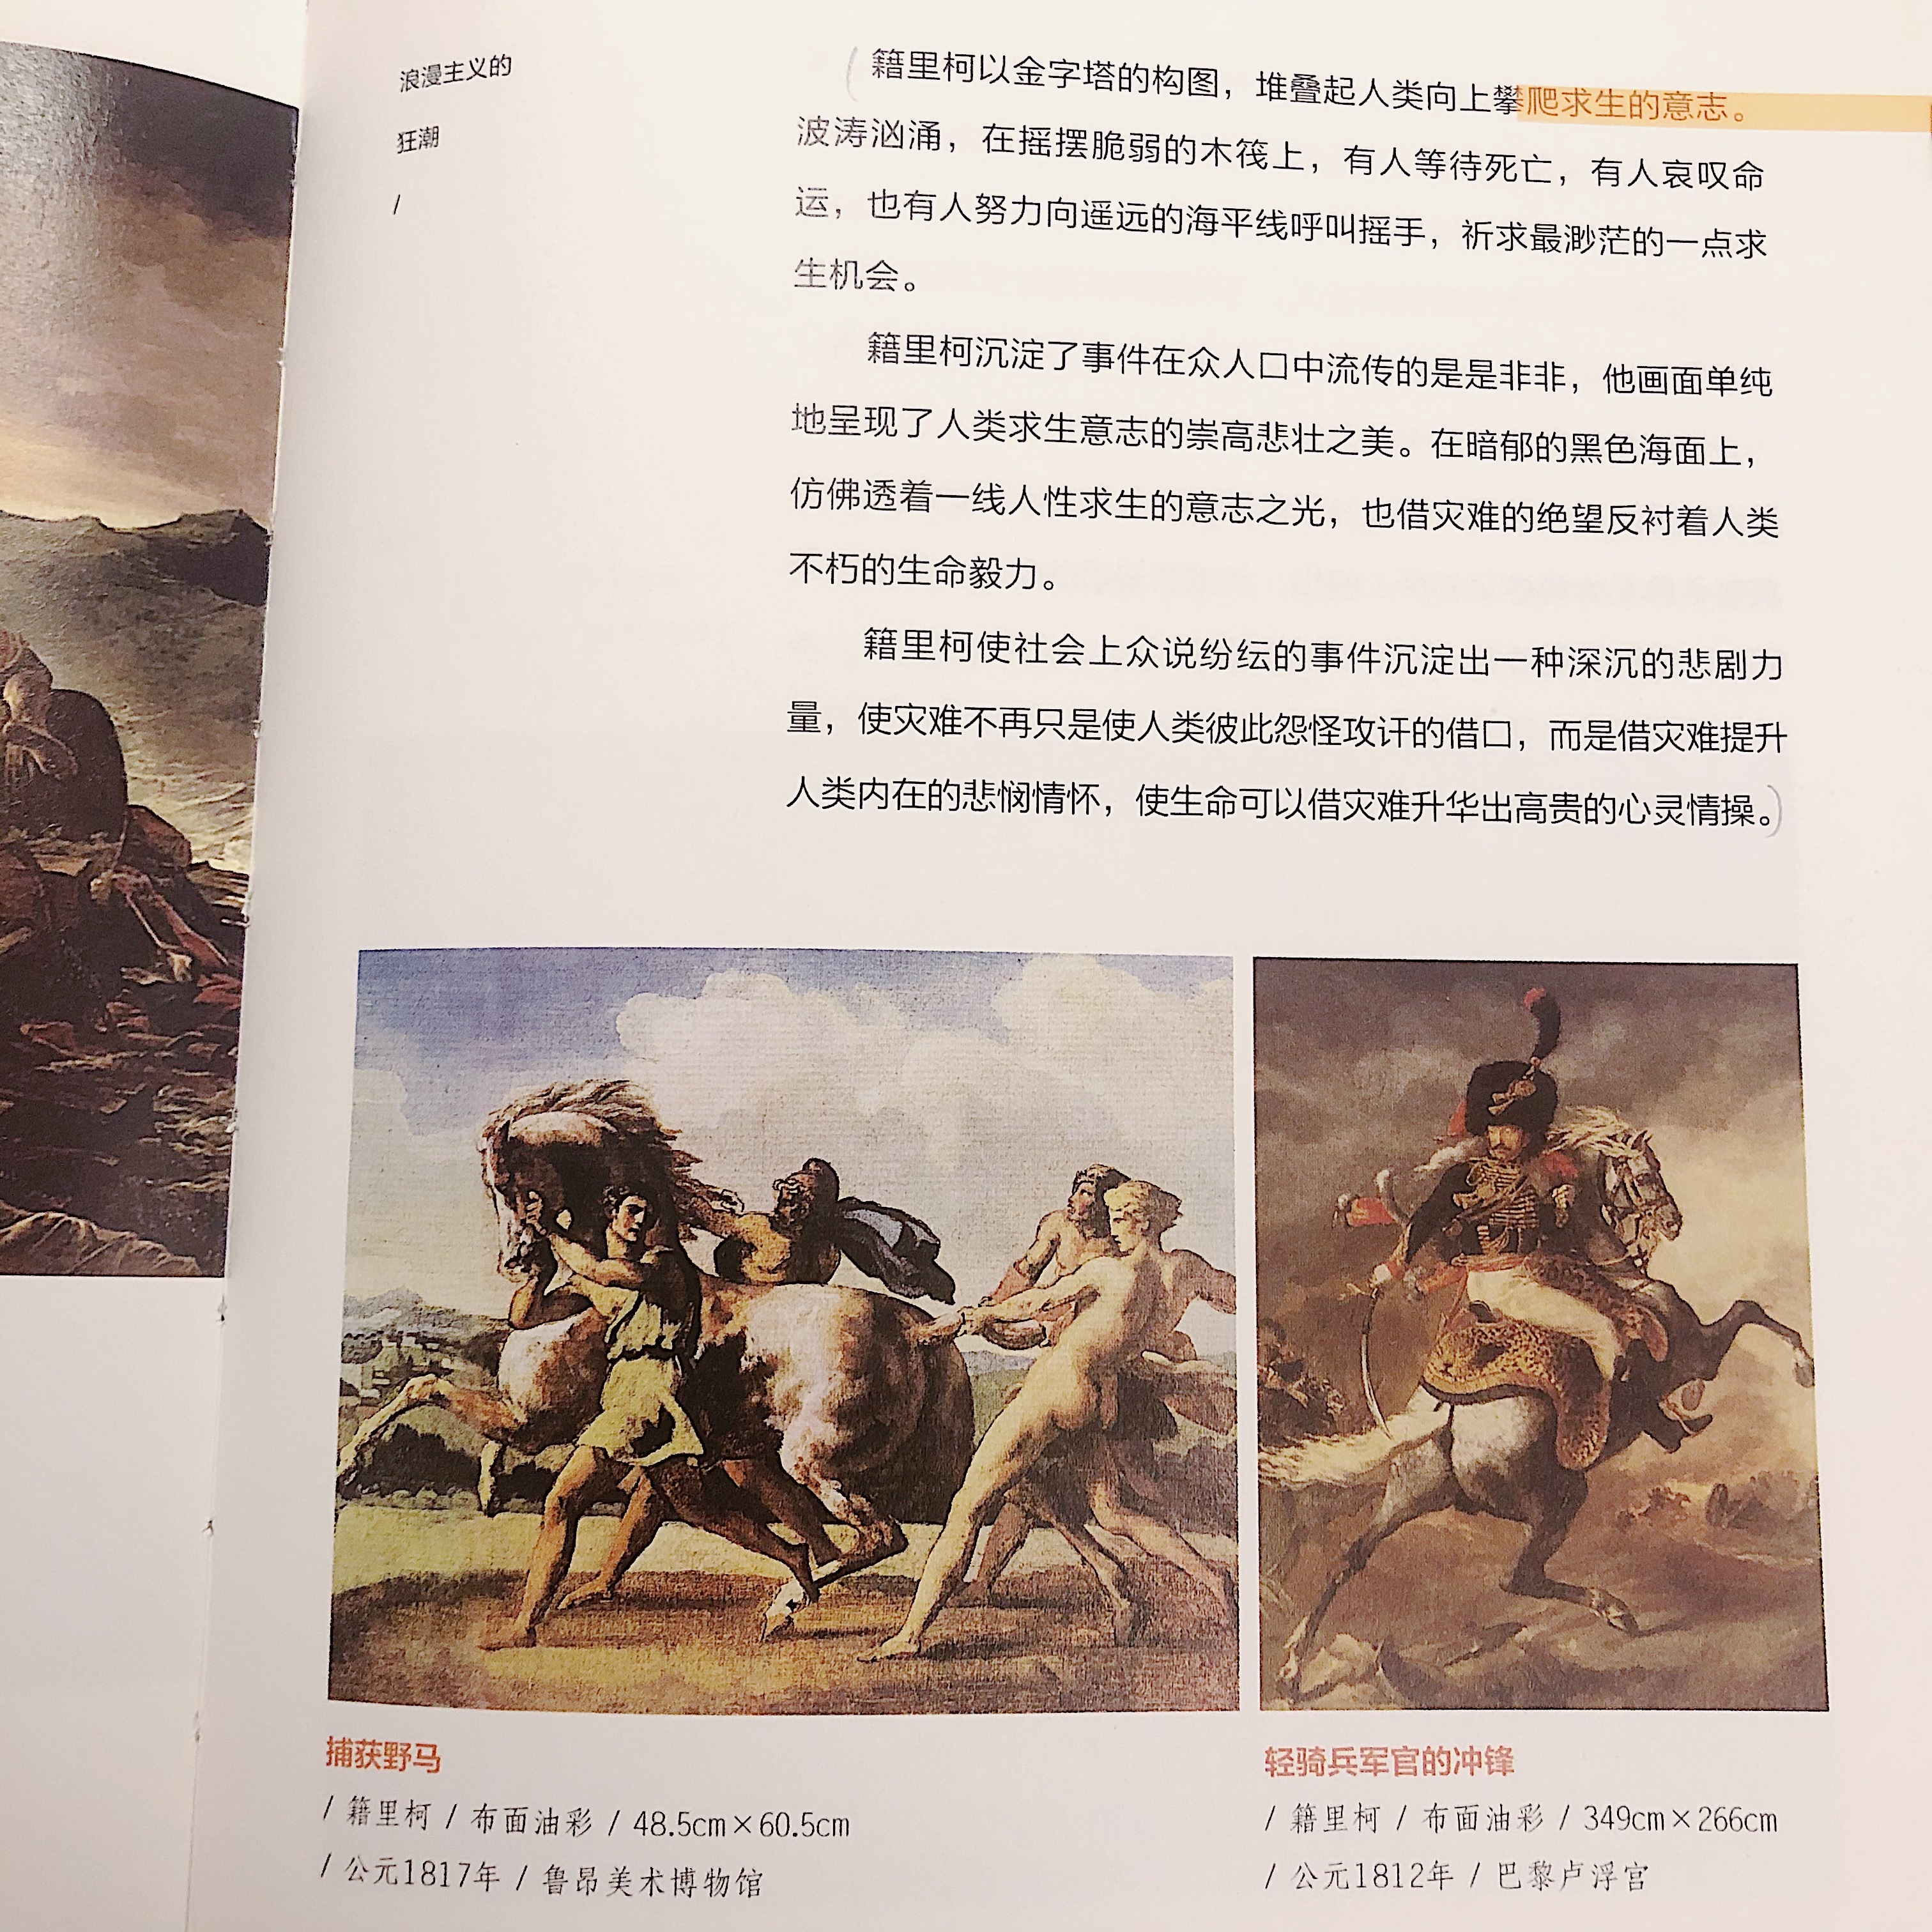 浪漫主义的
狂潮
/
籍里柯以金字塔的构图，堆叠起人类向上攀爬求生的意志。
波涛汹涌，在摇摆脆弱的木筏上，有人等待死亡，有人哀叹命
运，也有人努力向遥远的海平线呼叫摇手，祈求最渺茫的一点求
生机会。
籍里柯沉淀了事件在众人口中流传的是是非非，他画面单纯
地呈现了人类求生意志的崇高悲壮之美。在暗郁的黑色海面上，
仿佛透着一线人性求生的意志之光，也借灾难的绝望反衬着人类
不朽的生命毅力。
籍里柯使社会上众说纷纭的事件沉淀出一种深沉的悲剧力
量，使灾难不再只是使人类彼此怨怪攻讦的借口，而是借灾难提升
人类内在的悲悯情怀，使生命可以借灾难升华出高贵的心灵情操。
捕获野马
/ 籍里柯 / 布面油彩 / 48.5cm×60.5cm
/ 公元1817年 / 鲁昂美术博物馆
轻骑兵军官的冲锋
/ 籍里柯 / 布面油彩 / 349cm×266cm
/ 公元1812年 / 巴黎卢浮宫